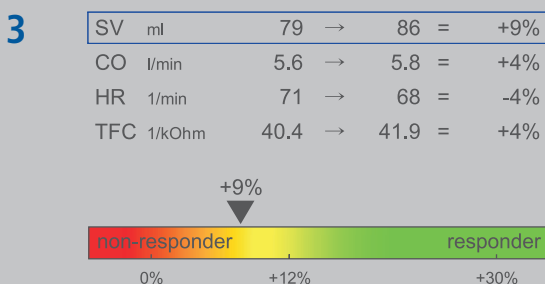 3
SV ml 79 → 86 = +9%
CO l/min 5.6 → 5.8 = +4%
HR 1/min 71 → 68 = -4%
TFC 1/kOhm 40.4 → 41.9 = +4%
+9%
non-responder responder
0% +12% +30%